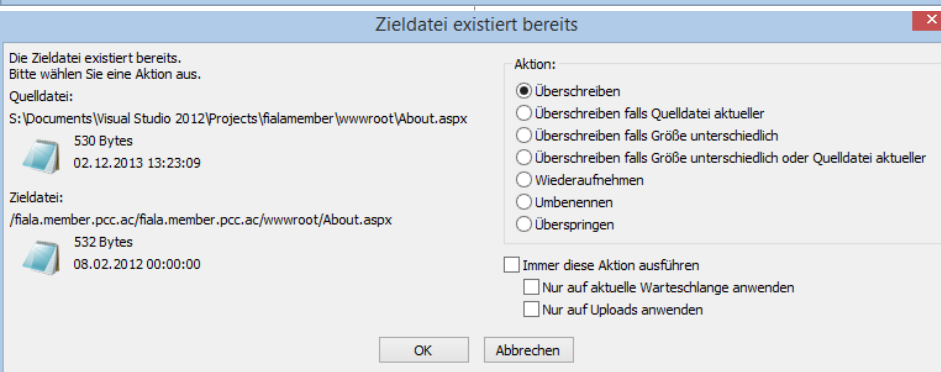 Zieldatei existiert bereits
Die Zieldatei existiert bereits.
Bitte wählen Sie eine Aktion aus.
Quelldatei:
S:\Documents\Visual Studio 2012\Projects\fialamember\wwwroot\About.aspx
530 Bytes
02.12.2013 13:23:09
Zieldatei:
/fiala.member.pcc.ac/fiala.member.pcc.ac/wwwroot/About.aspx
532 Bytes
08.02.2012 00:00:00
Aktion:
Überschreiben
Überschreiben falls Quelldatei aktueller
Überschreiben falls Größe unterschiedlich
Überschreiben falls Größe unterschiedlich oder Quelldatei aktueller
Wiederaufnehmen
Umbenennen
Überspringen
Immer diese Aktion ausführen
Nur auf aktuelle Warteschlange anwenden
Nur auf Uploads anwenden
OK
Abbrechen